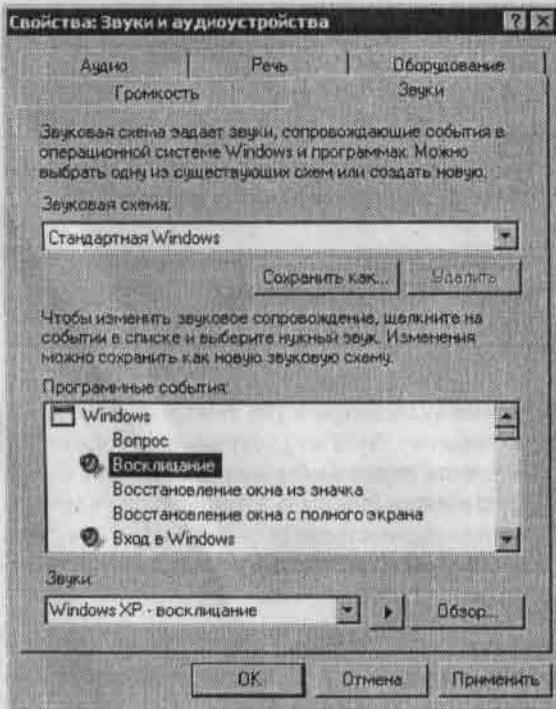 Свойства: Звуки и аудиоустройства
Аудио Речь Оборудование
Громкость Звуки
Звуковая схема задает звуки, сопровождающие события в
операционной системе Windows и программах. Можно
выбрать одну из существующих схем или создать новую.
Звуковая схема:
Стандартная Windows
Сохранить как... Удалить
Чтобы изменить звуковое сопровождение, щелкните на
событии в списке и выберите нужный звук. Изменения
можно сохранить как новую звуковую схему.
Программные события:
Windows
Вопрос
Восклицание
Восстановление окна из значка
Восстановление окна с полного экрана
Вход в Windows
Звуки:
Windows XP - восклицание Обзор...
OK Отмена Применить